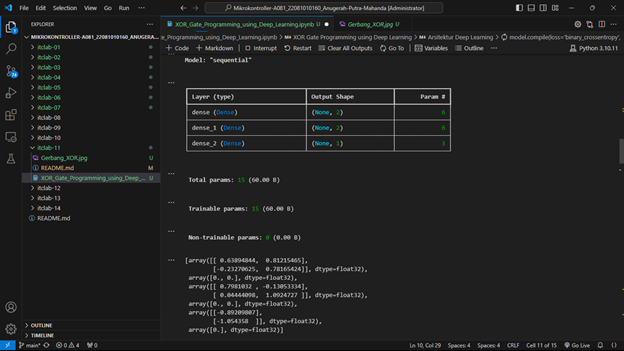 File Edit Selection View Go Run ...
Mikrokontroler-A081_22081010160_Anugerah-Putra-Mahanda [Administrator]
EXPLORER
MIKROKONTROLER-A081_22081010160_ANUGERA...
itclab-01
itclab-02
itclab-03
itclab-04
itclab-05
itclab-06
itclab-07
itclab-08
itclab-09
itclab-10
itclab-11
Gerbang_XOR.jpg U
README.md M
XOR_Gate_Programming_using_Deep_... U
itclab-12
itclab-13
itclab-14
README.md
OUTLINE
TIMELINE
XOR_Gate_Programming_using_Deep_Learning.ipynb U
Gerbang_XOR.jpg U
e_Programming_using_Deep_Learning.ipynb > XOR Gate Programming using Deep Learning > Arsitektur Deep Learning > model.compile(loss='binary_crossentropy',
+ Code + Markdown Interrupt Restart Clear All Outputs Go To Variables Outline ... Python 3.10.11
Model: "sequential"
...
Layer (type) Output Shape Param #
dense (Dense) (None, 2) 6
dense_1 (Dense) (None, 2) 6
dense_2 (Dense) (None, 1) 3
...
Total params: 15 (60.00 B)
...
Trainable params: 15 (60.00 B)
...
Non-trainable params: 0 (0.00 B)
...
[array([[ 0.63894844, 0.81215465],
[-0.23270625, 0.78165424]], dtype=float32),
array([0., 0.], dtype=float32),
array([[ 0.7981032 , -0.13053334],
[ 0.04444098, 1.0924727 ]], dtype=float32),
array([0., 0.], dtype=float32),
array([[-0.89209807],
[-1.054358 ]], dtype=float32),
array([0.], dtype=float32)]
main* 0 4 0 Ln 10, Col 29 Spaces: 4 Spaces: 4 CRLF Cell 11 of 15 Go Live